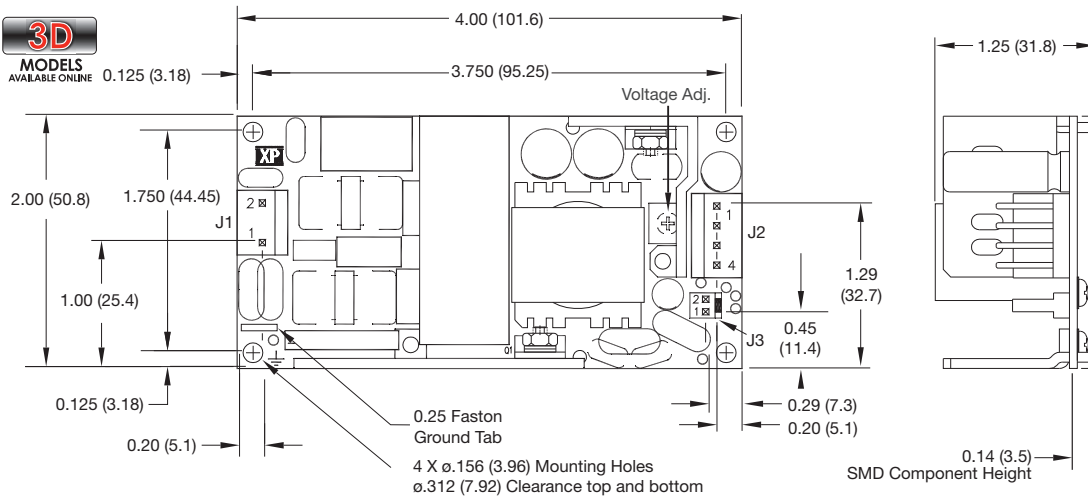 3D
MODELS
AVAILABLE ONLINE
4.00 (101.6)
1.25 (31.8)
0.125 (3.18)
3.750 (95.25)
Voltage Adj.
XP
2.00 (50.8)
1.750 (44.45)
J1
2
1
1
4
J2
1.00 (25.4)
1.29
(32.7)
2
1
0.45
(11.4)
J3
Q1
0.125 (3.18)
0.29 (7.3)
0.20 (5.1)
0.20 (5.1)
0.25 Faston
Ground Tab
4 X ø.156 (3.96) Mounting Holes
ø.312 (7.92) Clearance top and bottom
0.14 (3.5)
SMD Component Height